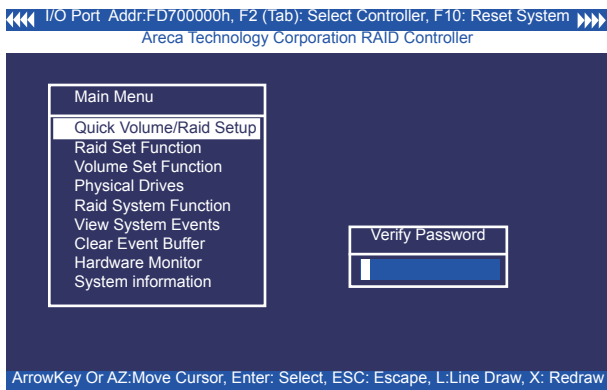 I/O Port Addr:FD700000h, F2 (Tab): Select Controller, F10: Reset System
Areca Technology Corporation RAID Controller
Main Menu
Quick Volume/Raid Setup
Raid Set Function
Volume Set Function
Physical Drives
Raid System Function
View System Events
Clear Event Buffer
Hardware Monitor
System information
Verify Password
ArrowKey Or AZ:Move Cursor, Enter: Select, ESC: Escape, L:Line Draw, X: Redraw